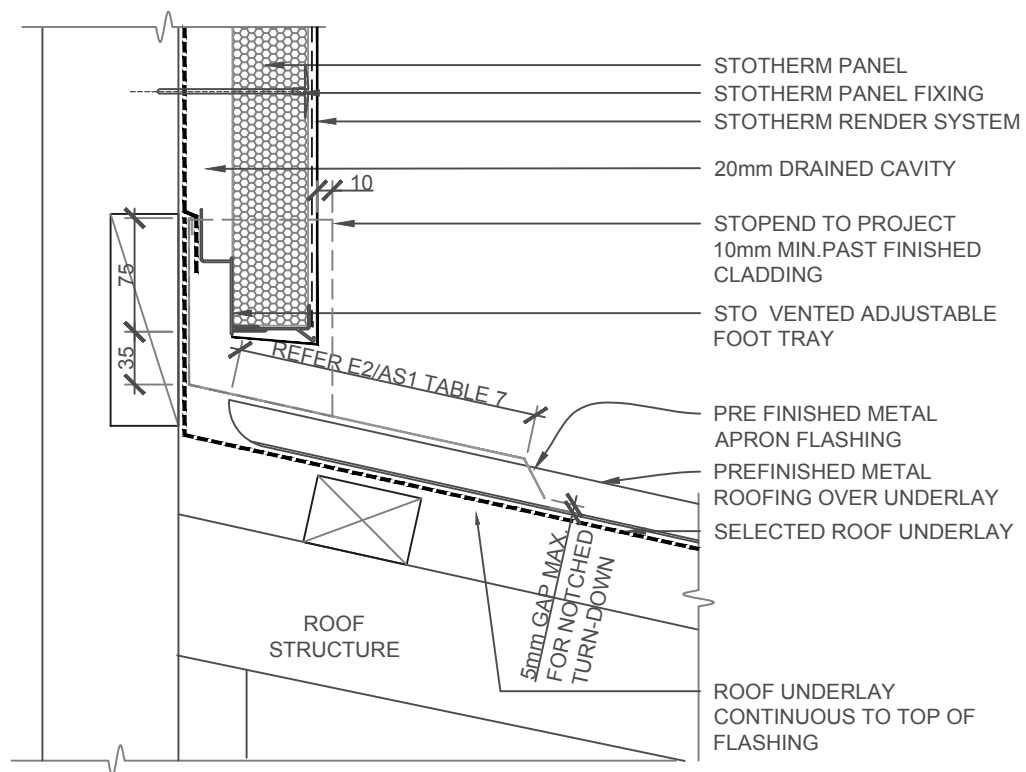 STOTHERM PANEL
STOTHERM PANEL FIXING
STOTHERM RENDER SYSTEM
20mm DRAINED CAVITY
10
STOPEND TO PROJECT
10mm MIN.PAST FINISHED
CLADDING
75
STO VENTED ADJUSTABLE
FOOT TRAY
35
REFER E2/AS1 TABLE 7
PRE FINISHED METAL
APRON FLASHING
PREFINISHED METAL
ROOFING OVER UNDERLAY
SELECTED ROOF UNDERLAY
5mm GAP MAX.
FOR NOTCHED
TURN-DOWN
ROOF
STRUCTURE
ROOF UNDERLAY
CONTINUOUS TO TOP OF
FLASHING